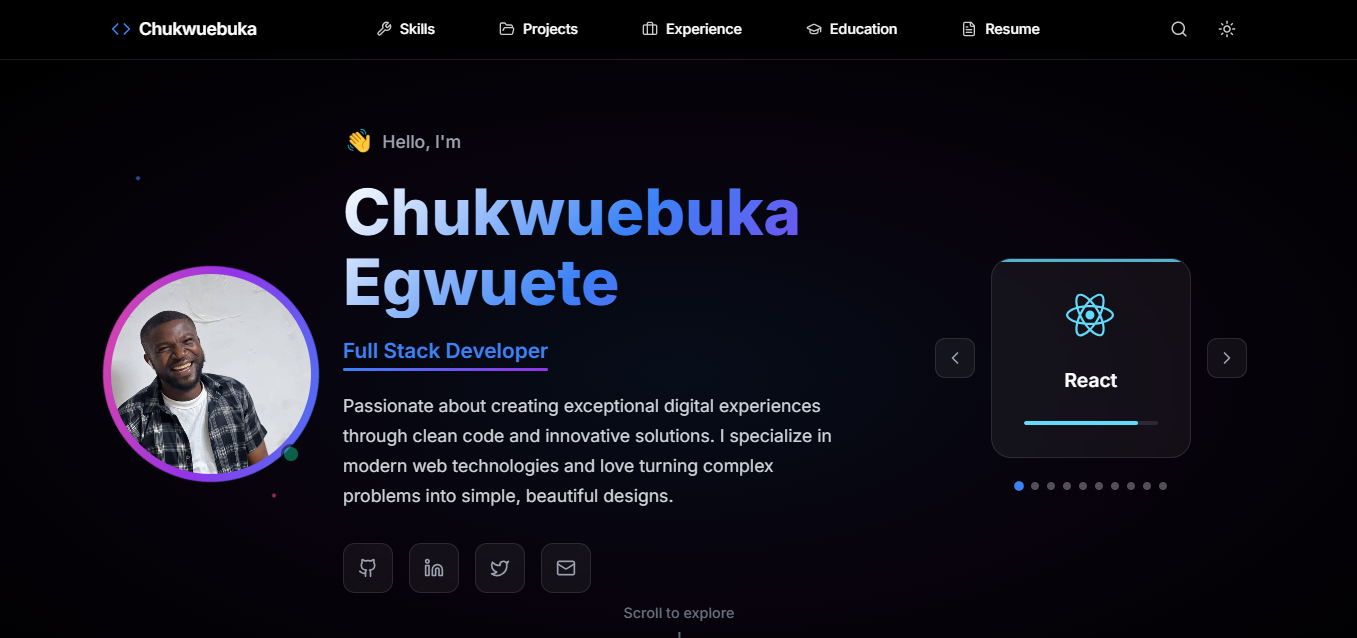 Chukwuebuka
Skills
Projects
Experience
Education
Resume
Hello, I'm
Chukwuebuka
Egwuete
Full Stack Developer
Passionate about creating exceptional digital experiences
through clean code and innovative solutions. I specialize in
modern web technologies and love turning complex
problems into simple, beautiful designs.
React
Scroll to explore